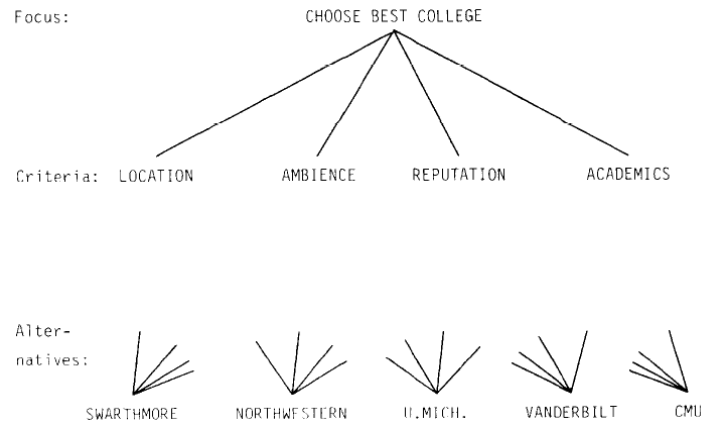 Focus: CHOOSE BEST COLLEGE
Criteria: LOCATION AMBIENCE REPUTATION ACADEMICS
Alter-
natives:
SWARTHMORE NORTHWESTERN U.MICH. VANDERBILT CMU